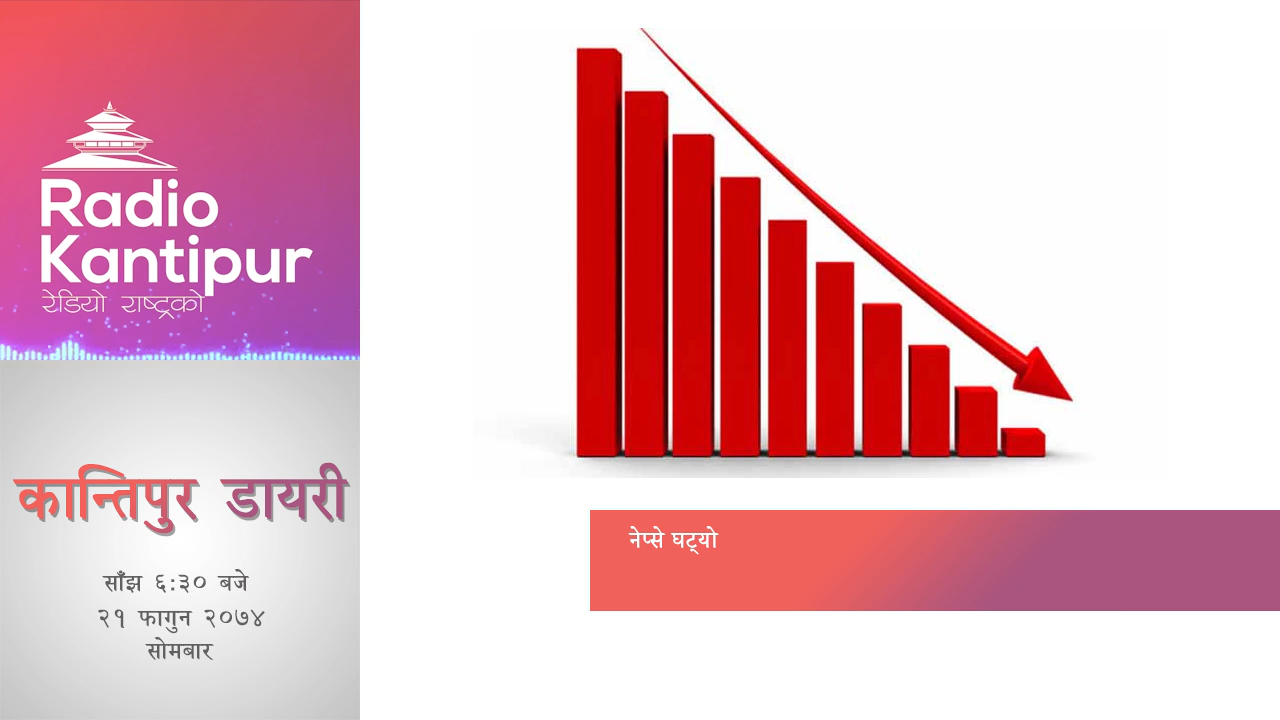 Radio
Kantipur
रेडियो राष्ट्रको
कान्तिपुर डायरी
साँझ ६:३० बजे
२१ फागुन २०७४
सोमबार
नेप्से घट्यो